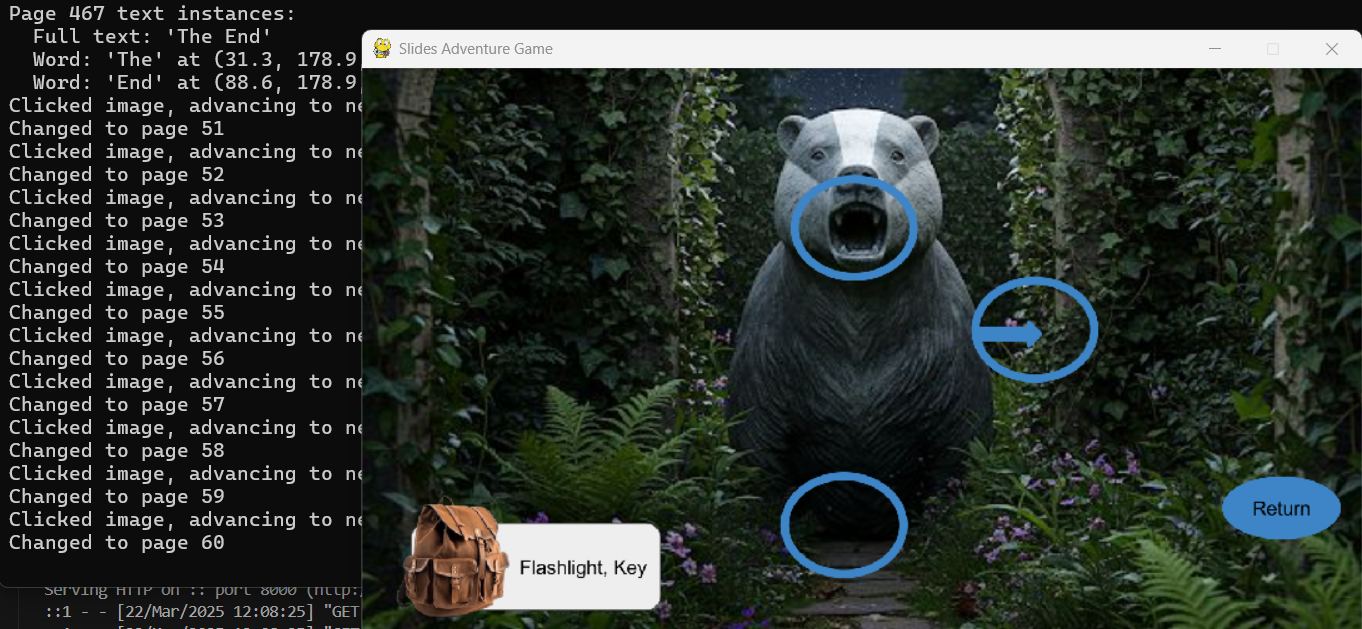 Page 467 text instances:
Full text: 'The End'
Word: 'The' at (31.3, 178.9
Word: 'End' at (88.6, 178.9
Clicked image, advancing to ne
Changed to page 51
Clicked image, advancing to ne
Changed to page 52
Clicked image, advancing to ne
Changed to page 53
Clicked image, advancing to ne
Changed to page 54
Clicked image, advancing to ne
Changed to page 55
Clicked image, advancing to ne
Changed to page 56
Clicked image, advancing to ne
Changed to page 57
Clicked image, advancing to ne
Changed to page 58
Clicked image, advancing to ne
Changed to page 59
Clicked image, advancing to ne
Changed to page 60
Serving HTTP on :: port 8000 (http:
::1 - - [22/Mar/2025 12:08:25] "GET
Slides Adventure Game
Return
Flashlight, Key